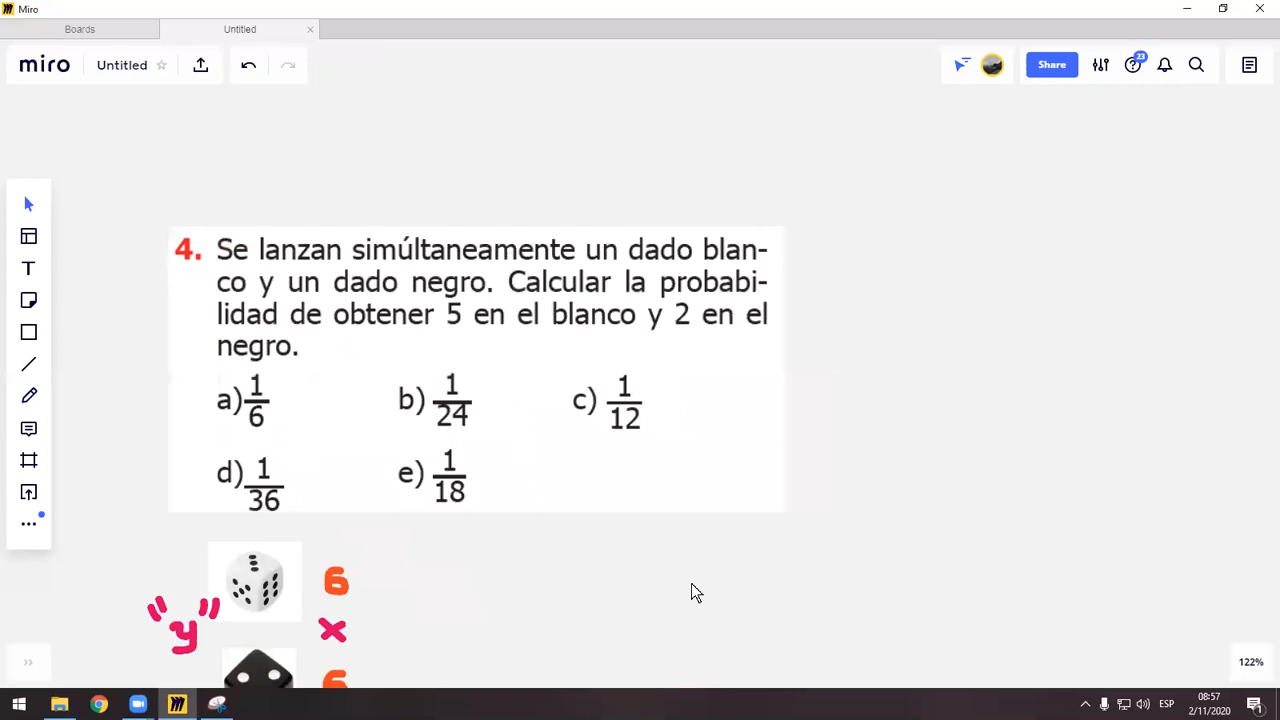 Miro
Boards
Untitled
miro
Untitled
Share
23
4. Se lanzan simúltaneamente un dado blan-
co y un dado negro. Calcular la probabi-
lidad de obtener 5 en el blanco y 2 en el
negro.
a) 1/6 b) 1/24 c) 1/12
d) 1/36 e) 1/18
6
"y" x
6
122%
ESP
08:57
2/11/2020
1